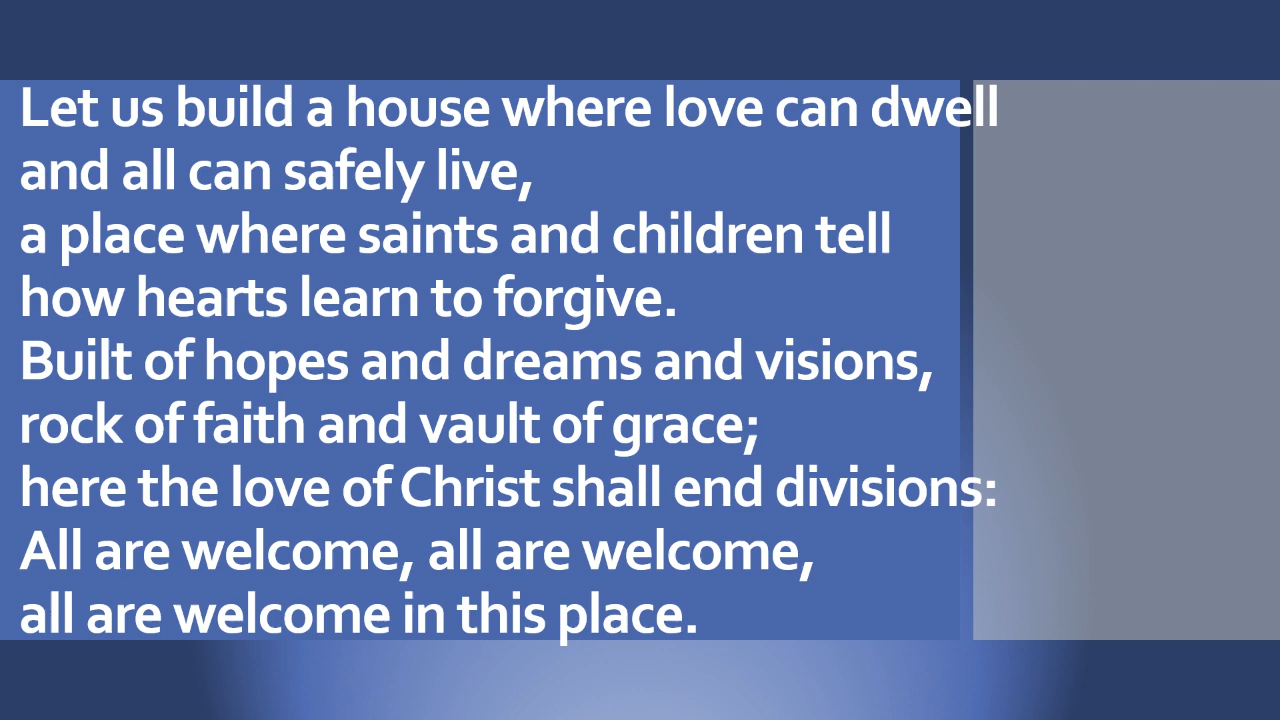 Let us build a house where love can dwell
and all can safely live,
a place where saints and children tell
how hearts learn to forgive.
Built of hopes and dreams and visions,
rock of faith and vault of grace;
here the love of Christ shall end divisions:
All are welcome, all are welcome,
all are welcome in this place.